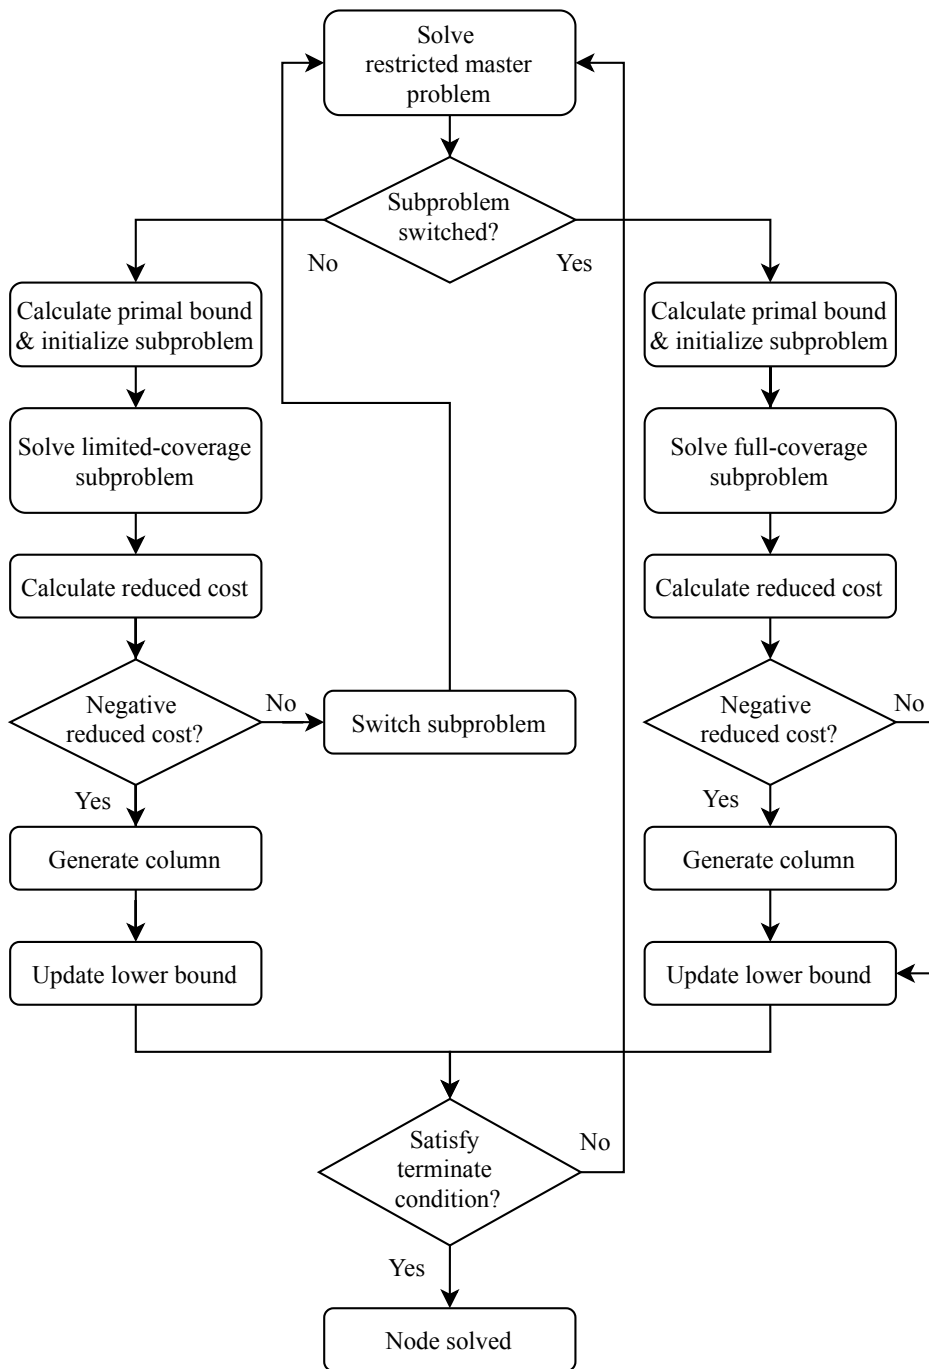 Solve
restricted master
problem
Subproblem
switched?
No
Yes
Calculate primal bound
& initialize subproblem
Calculate primal bound
& initialize subproblem
Solve limited-coverage
subproblem
Solve full-coverage
subproblem
Calculate reduced cost
Calculate reduced cost
Negative
reduced cost?
No
Switch subproblem
Negative
reduced cost?
No
Yes
Yes
Generate column
Generate column
Update lower bound
Update lower bound
Satisfy
terminate
condition?
No
Yes
Node solved